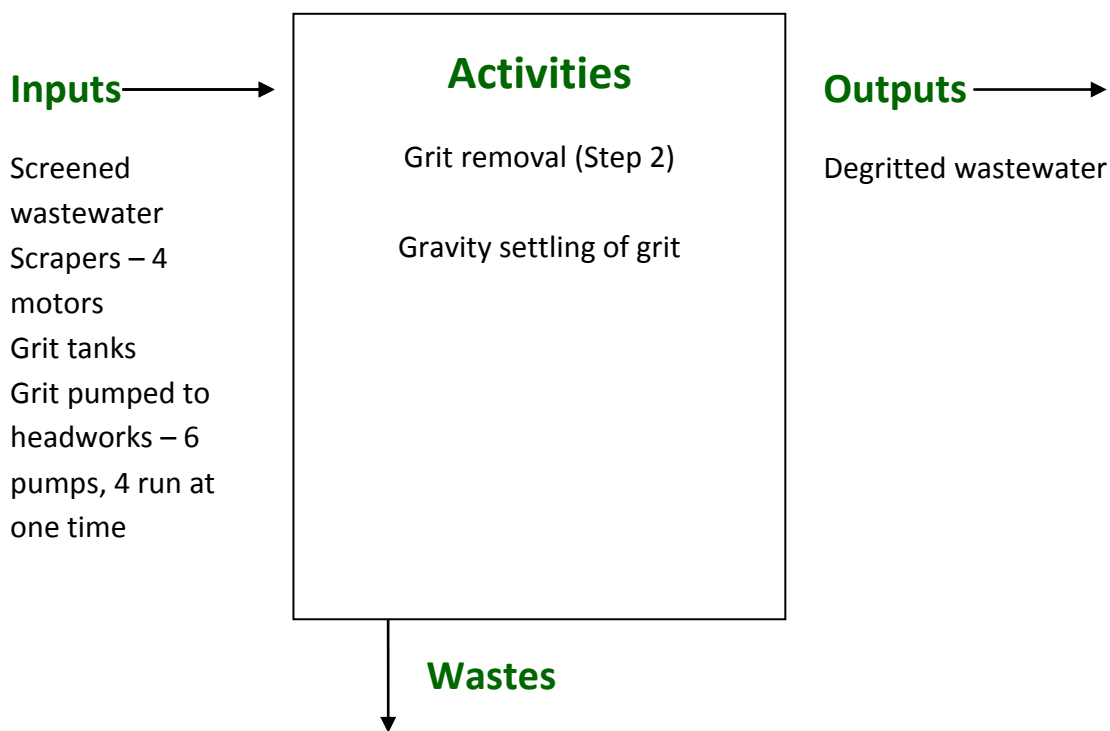 Inputs
Screened
wastewater
Scrapers – 4
motors
Grit tanks
Grit pumped to
headworks – 6
pumps, 4 run at
one time
Activities
Grit removal (Step 2)
Gravity settling of grit
Outputs
Degritted wastewater
Wastes